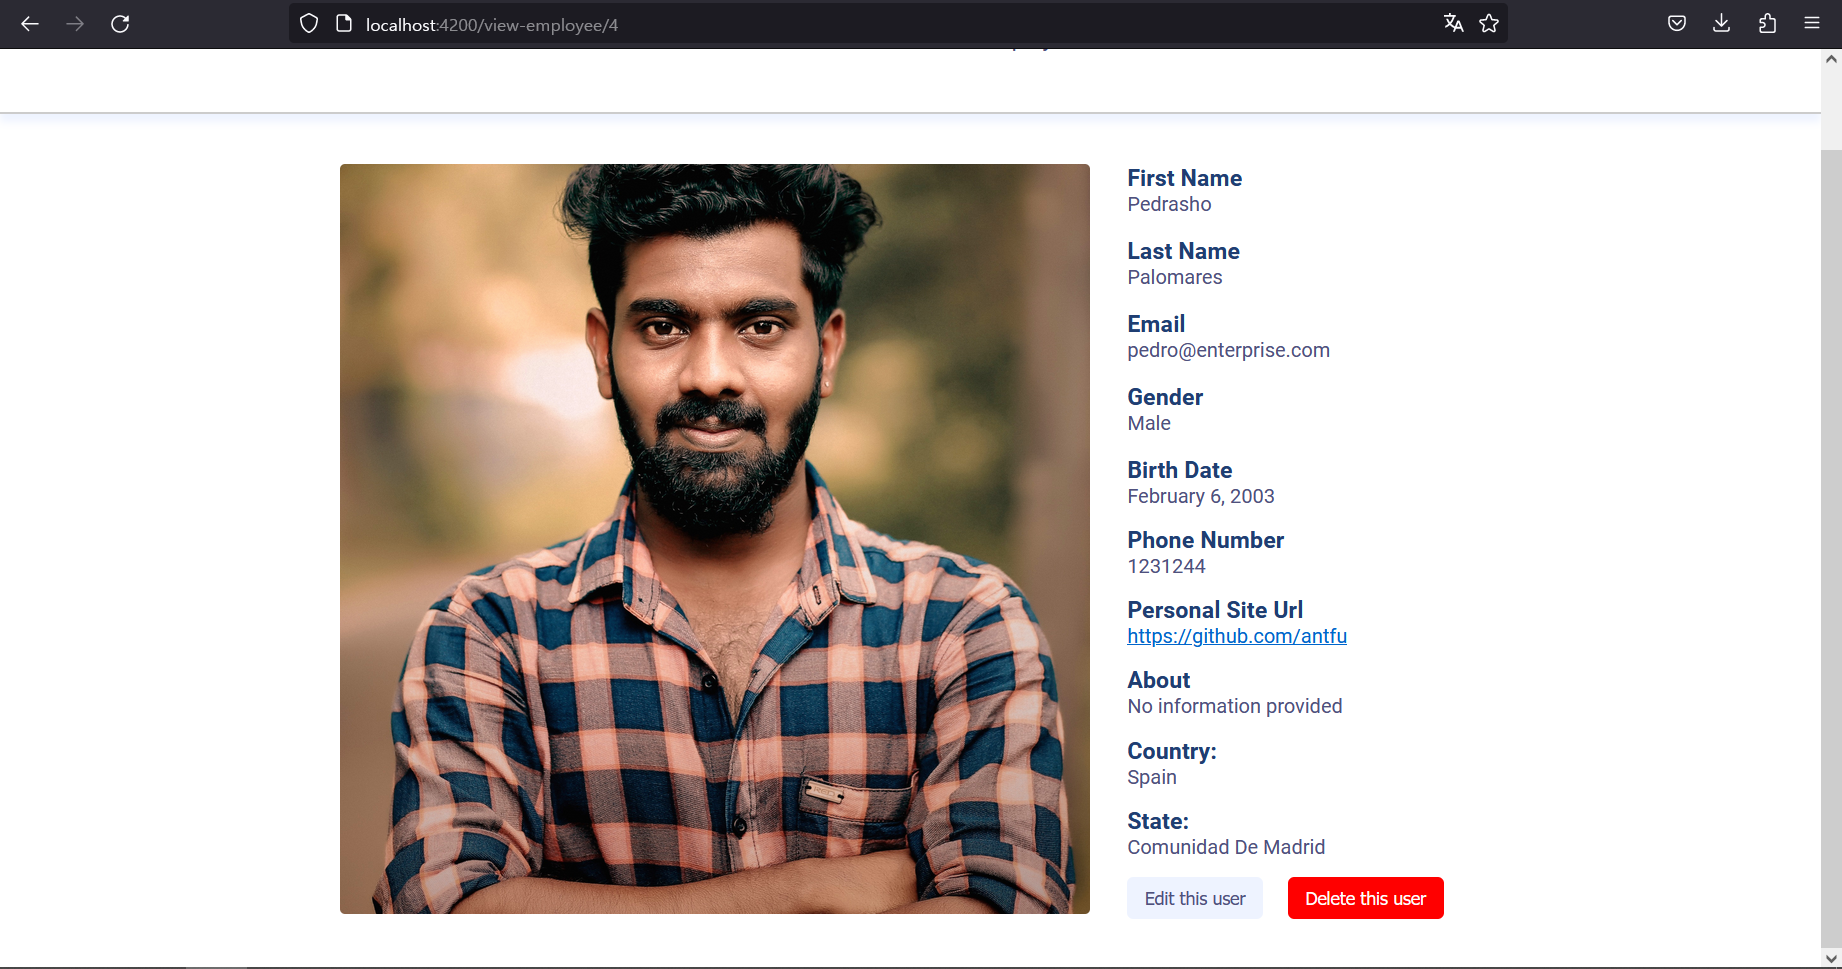 localhost:4200/view-employee/4
First Name
Pedrasho
Last Name
Palomares
Email
pedro@enterprise.com
Gender
Male
Birth Date
February 6, 2003
Phone Number
1231244
Personal Site Url
https://github.com/antfu
About
No information provided
Country:
Spain
State:
Comunidad De Madrid
Edit this user
Delete this user